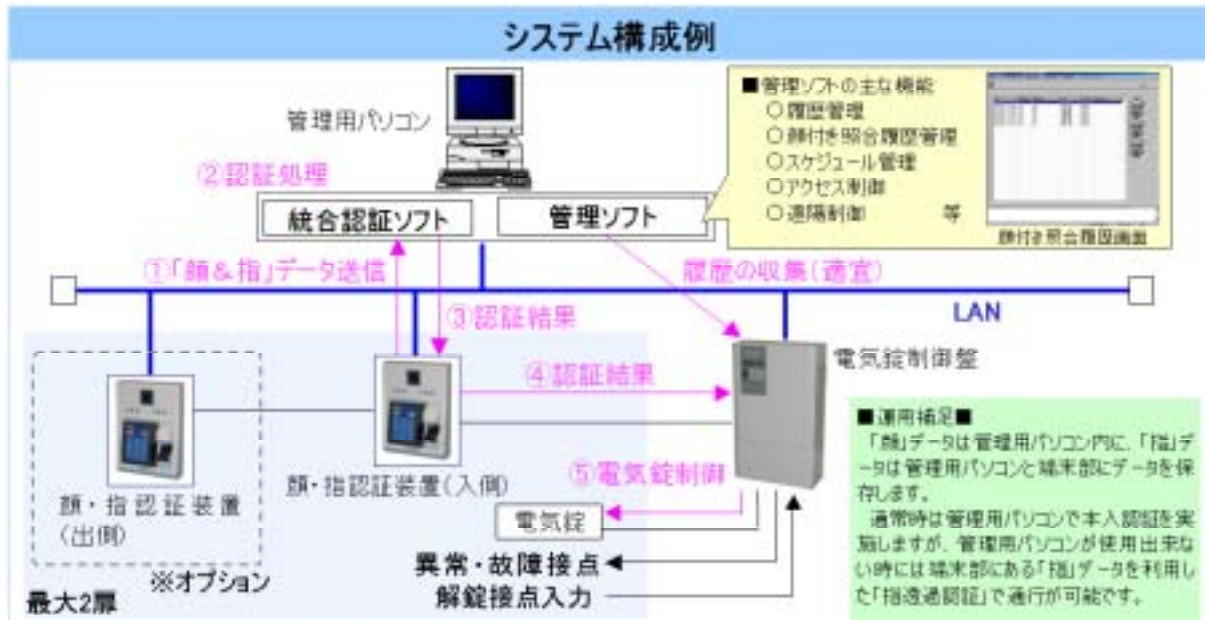 システム構成例
管理用パソコン
②認証処理
統合認証ソフト
管理ソフト
■管理ソフトの主な機能
○履歴管理
○顔付き照合履歴管理
○スケジュール管理
○アクセス制御
○遠隔制御 等
顔付き照合履歴画面
①「顔&指」データ送信
履歴の収集(適宜)
LAN
③認証結果
④認証結果
電気錠制御盤
顔・指認証装置(入側)
顔・指認証装置
(出側)
※オプション
最大2扉
⑤電気錠制御
電気錠
異常・故障接点
解錠接点入力
■運用補足■
「顔」データは管理用パソコン内に、「指」デ
ータは管理用パソコンと端末部にデータを保
存します。
通常時は管理用パソコンで本人認証を実
施しますが、管理用パソコンが使用出来な
い時には端末部にある「指」データを利用し
た「指透過認証」で通行が可能です。